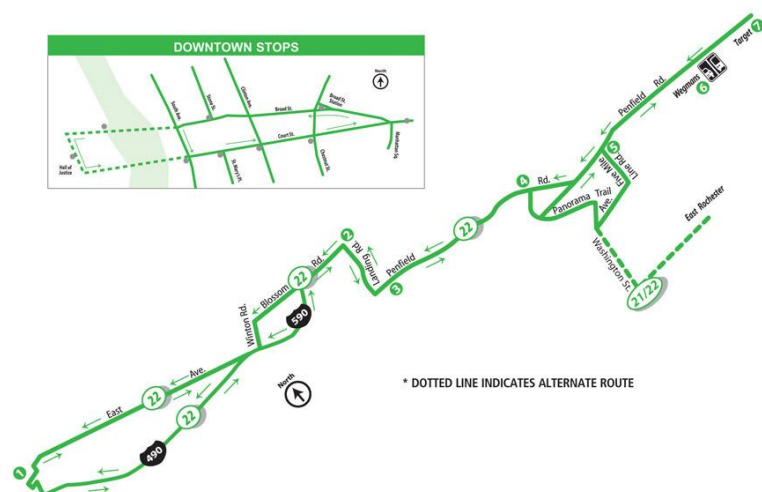 DOWNTOWN STOPS
North
South Ave.
Stone St.
Clinton Ave.
Broad St.
Broad St.
Station
Court St.
St. Mary's Pl.
Chestnut St.
Manhattan Sq.
Hall of
Justice
Target
7
Wegmans
6
Penfield Rd.
5
Five Mile
Line Rd.
4
Rd.
Panorama Trail
Ave.
East Rochester
Washington St.
21/22
22
2
Landing Rd.
Penfield
3
22
Blossom Rd.
Winton Rd.
590
North
* DOTTED LINE INDICATES ALTERNATE ROUTE
East Ave.
22
22
490
1